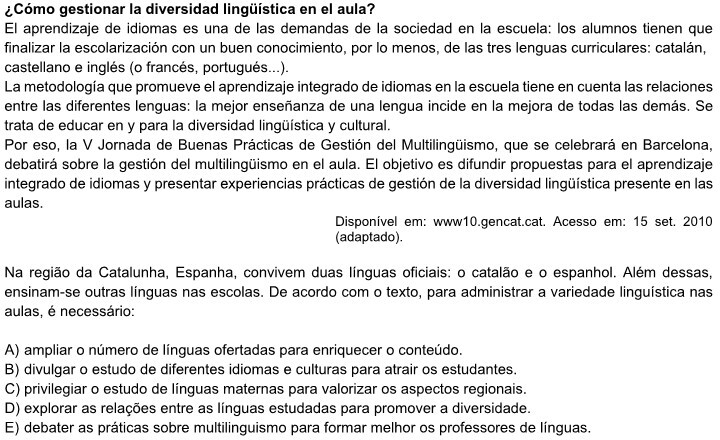 ¿Cómo gestionar la diversidad lingüística en el aula?
El aprendizaje de idiomas es una de las demandas de la sociedad en la escuela: los alumnos tienen que
finalizar la escolarización con un buen conocimiento, por lo menos, de las tres lenguas curriculares: catalán,
castellano e inglés (o francés, portugués...).
La metodología que promueve el aprendizaje integrado de idiomas en la escuela tiene en cuenta las relaciones
entre las diferentes lenguas: la mejor enseñanza de una lengua incide en la mejora de todas las demás. Se
trata de educar en y para la diversidad lingüística y cultural.
Por eso, la V Jornada de Buenas Prácticas de Gestión del Multilingüismo, que se celebrará en Barcelona,
debatirá sobre la gestión del multilingüismo en el aula. El objetivo es difundir propuestas para el aprendizaje
integrado de idiomas y presentar experiencias prácticas de gestión de la diversidad lingüística presente en las
aulas.
Disponível em: www10.gencat.cat. Acesso em: 15 set. 2010
(adaptado).
Na região da Catalunha, Espanha, convivem duas línguas oficiais: o catalão e o espanhol. Além dessas,
ensinam-se outras línguas nas escolas. De acordo com o texto, para administrar a variedade linguística nas
aulas, é necessário:
A) ampliar o número de línguas ofertadas para enriquecer o conteúdo.
B) divulgar o estudo de diferentes idiomas e culturas para atrair os estudantes.
C) privilegiar o estudo de línguas maternas para valorizar os aspectos regionais.
D) explorar as relações entre as línguas estudadas para promover a diversidade.
E) debater as práticas sobre multilinguismo para formar melhor os professores de línguas.